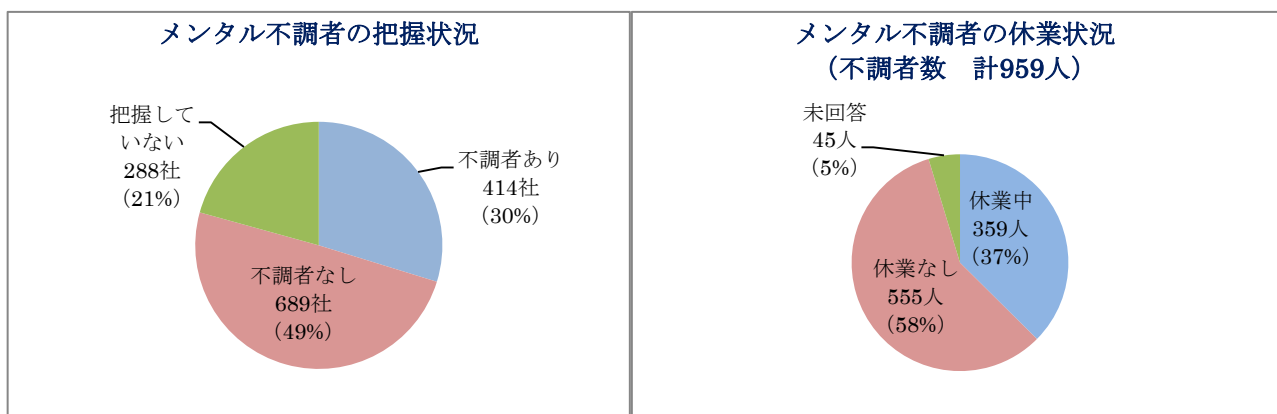 メンタル不調者の把握状況
把握して
いない
288社
（21%）
不調者あり
414社
（30%）
不調者なし
689社
（49%）
メンタル不調者の休業状況
（不調者数　計959人）
未回答
45人
（5%）
休業中
359人
（37%）
休業なし
555人
（58%）